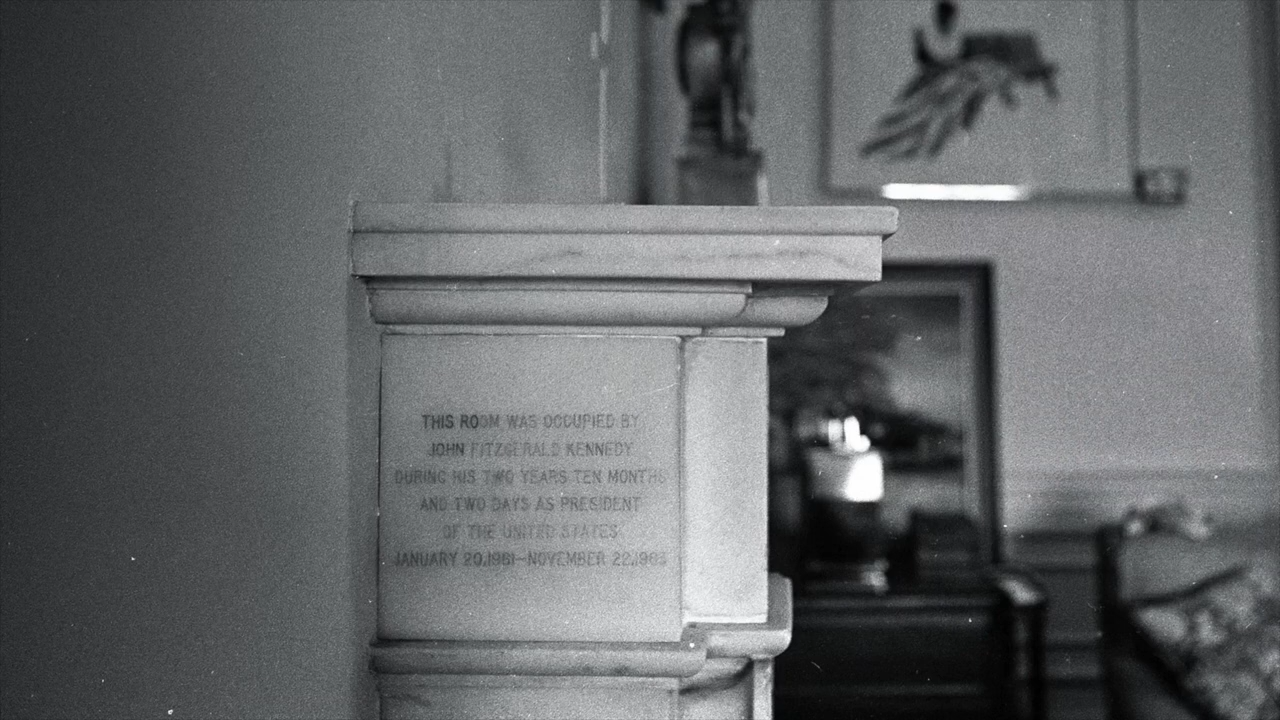 THIS ROOM WAS OCCUPIED BY
JOHN FITZGERALD KENNEDY
DURING HIS TWO YEARS TEN MONTHS
AND TWO DAYS AS PRESIDENT
OF THE UNITED STATES
JANUARY 20,1961–NOVEMBER 22,1963